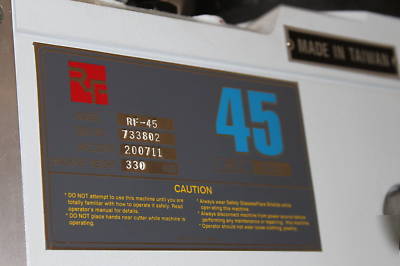 MADE IN TAIWAN
RF
45
RF-45
733802
200711
330
CAUTION
* DO NOT attempt to use this machine until you are
totally familiar with how to operate it safely. Read
operator's manual for details.
* DO NOT place hands near cutter while machine is
operating.
* Always wear Safety Glasses/Face Shields while
operating this machine.
* Always disconnect machine from power source before
performing any maintenance or repairing this machine.
* Operator should not wear loose clothing, jewelry.